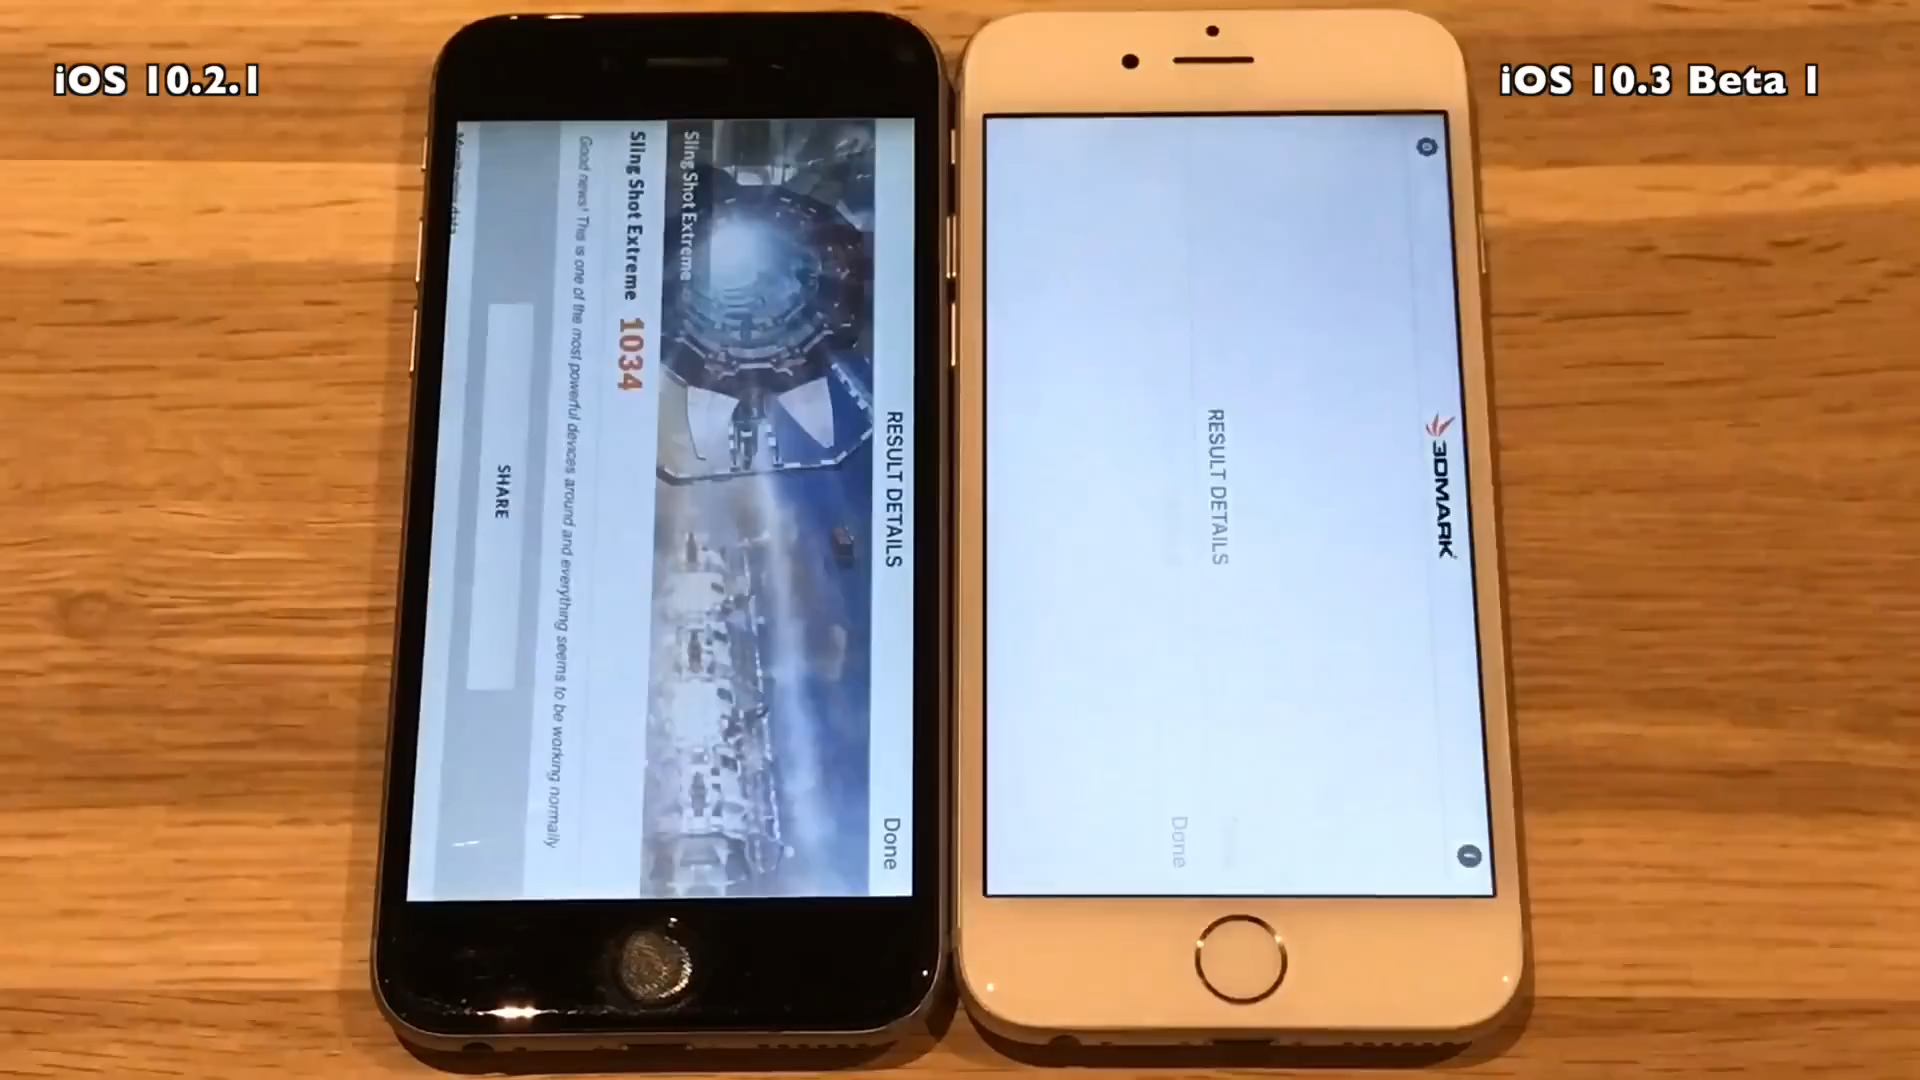 iOS 10.2.1
iOS 10.3 Beta 1
RESULT DETAILS
Done
Sling Shot Extreme
Sling Shot Extreme 1034
Good news! This is one of the most powerful devices around and everything seems to be working normally
SHARE
3DMARK
RESULT DETAILS
Done